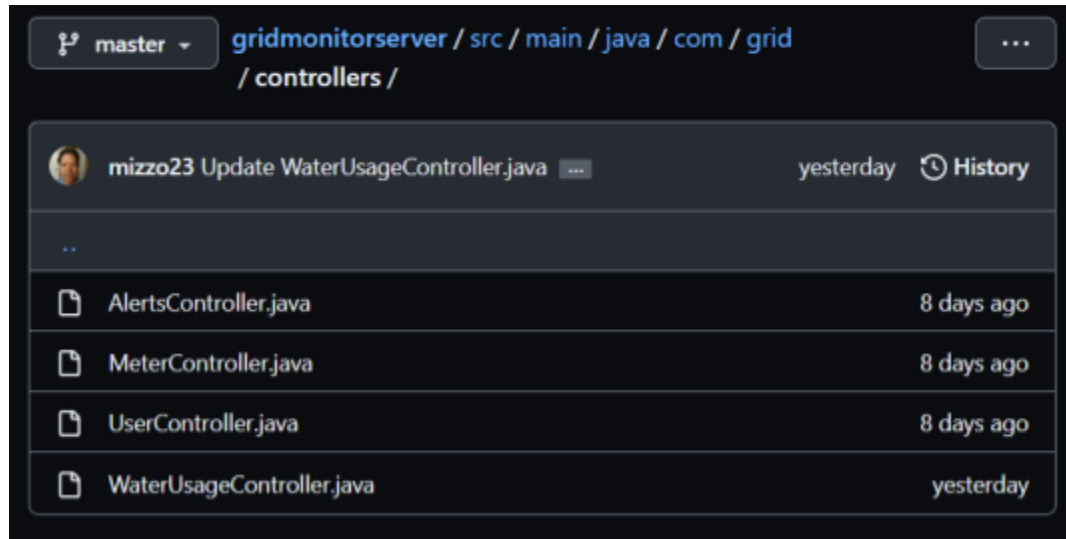 master gridmonitorserver / src / main / java / com / grid ...
/ controllers /
mizzo23 Update WaterUsageController.java ... yesterday History
..
AlertsController.java 8 days ago
MeterController.java 8 days ago
UserController.java 8 days ago
WaterUsageController.java yesterday